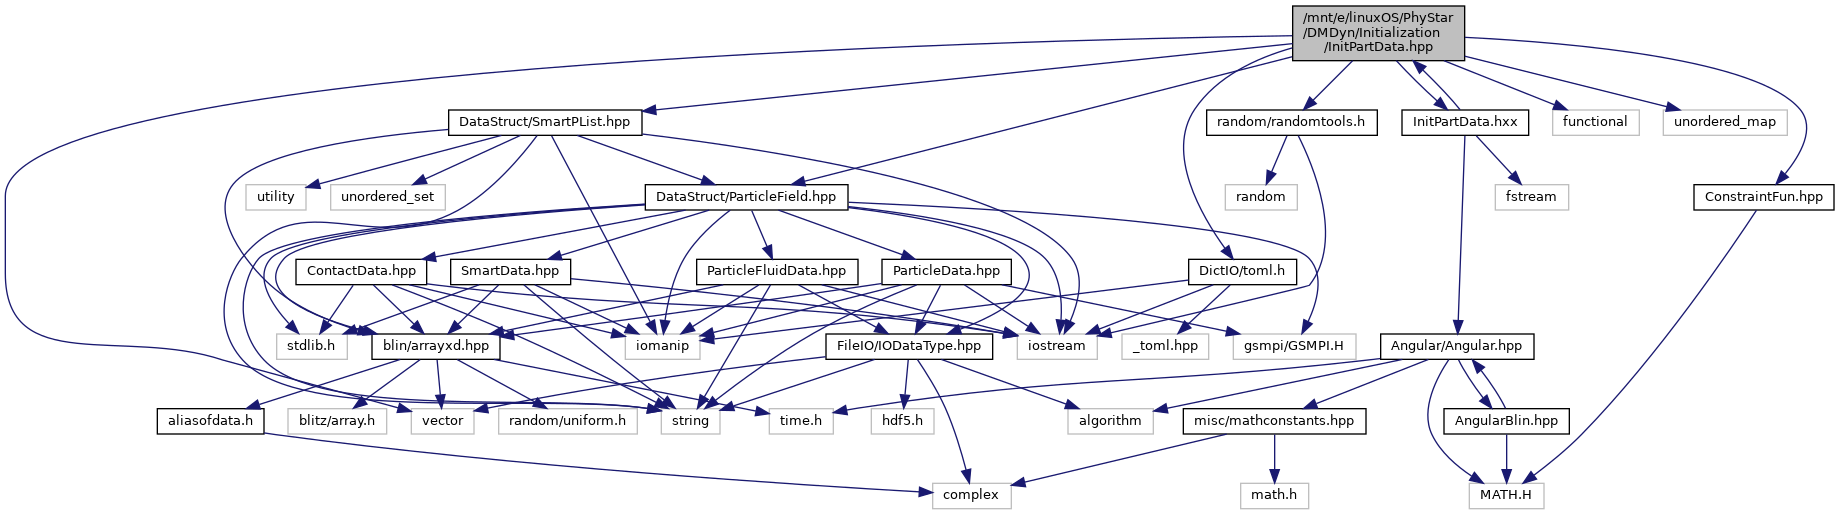 /mnt/e/linuxOS/PhyStar
/DMDyn/Initialization
/InitPartData.hpp
DataStruct/SmartPList.hpp
random/randomtools.h
InitPartData.hxx
functional
unordered_map
utility
unordered_set
DataStruct/ParticleField.hpp
random
fstream
ConstraintFun.hpp
ContactData.hpp
SmartData.hpp
ParticleFluidData.hpp
ParticleData.hpp
DictIO/toml.h
stdlib.h
blin/arrayxd.hpp
iomanip
FileIO/IODataType.hpp
iostream
_toml.hpp
gsmpi/GSMPI.H
Angular/Angular.hpp
aliasofdata.h
blitz/array.h
vector
random/uniform.h
string
time.h
hdf5.h
algorithm
misc/mathconstants.hpp
AngularBlin.hpp
complex
math.h
MATH.H